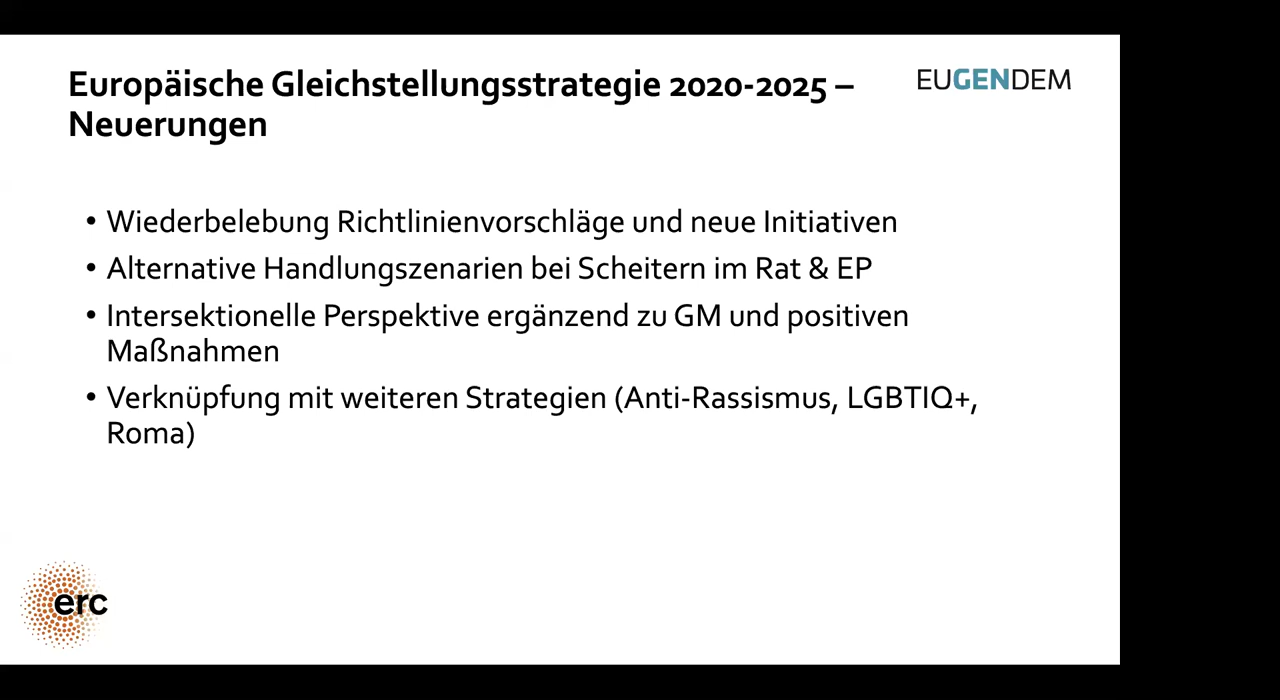 Europäische Gleichstellungsstrategie 2020-2025 –
Neuerungen
EUGENDEM
• Wiederbelebung Richtlinienvorschläge und neue Initiativen
• Alternative Handlungszenarien bei Scheitern im Rat & EP
• Intersektionelle Perspektive ergänzend zu GM und positiven
Maßnahmen
• Verknüpfung mit weiteren Strategien (Anti-Rassismus, LGBTIQ+,
Roma)
erc